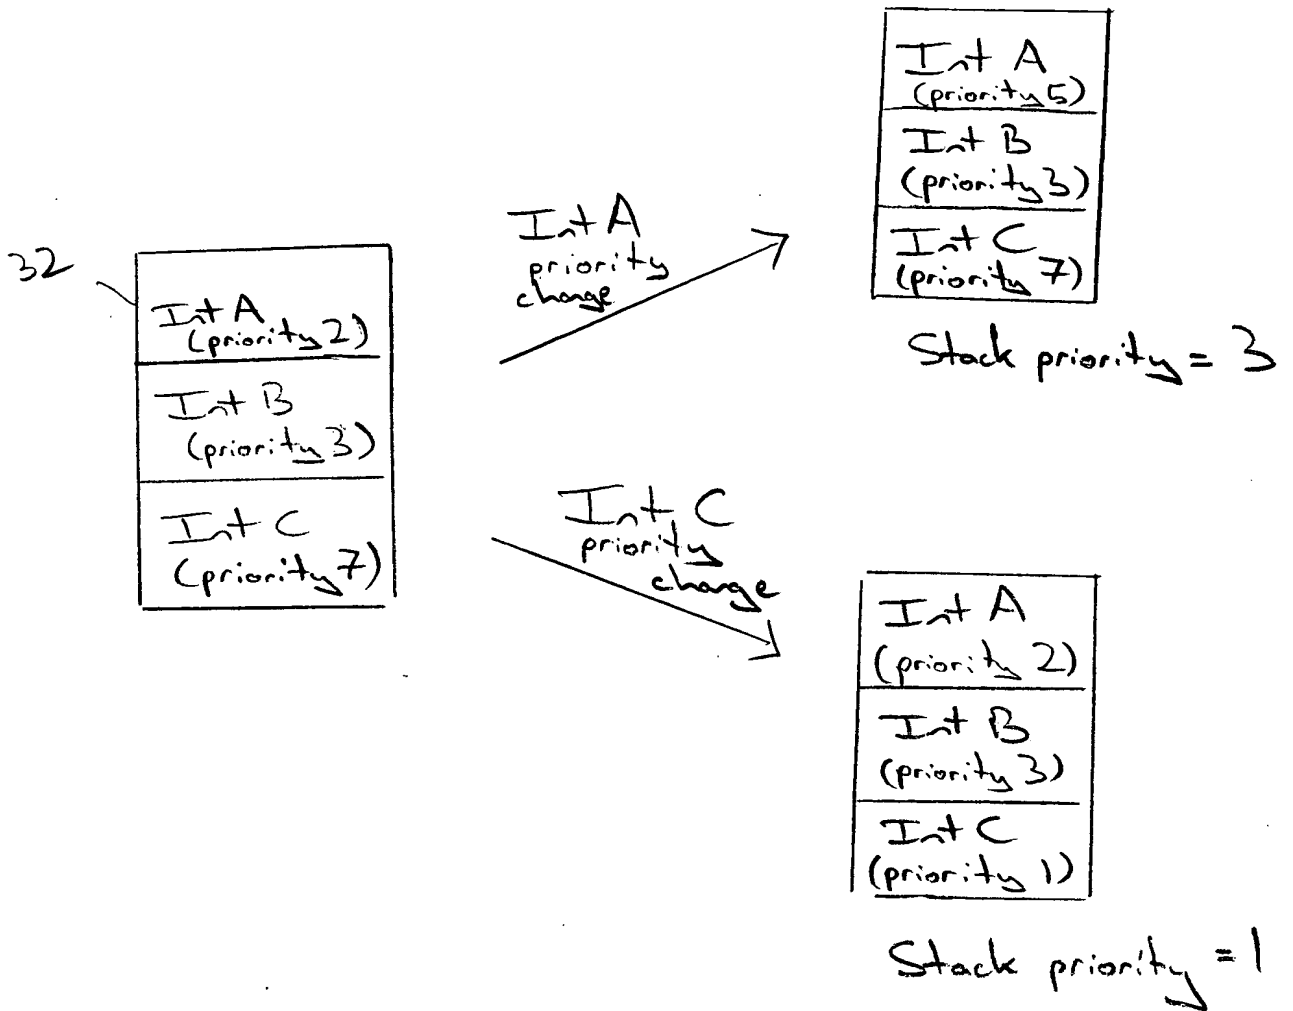 32
Int A
(priority 2)
Int B
(priority 3)
Int C
(priority 7)
Int A
priority
change
Int A
(priority 5)
Int B
(priority 3)
Int C
(priority 7)
Stack priority = 3
Int C
priority
change
Int A
(priority 2)
Int B
(priority 3)
Int C
(priority 1)
Stack priority = 1